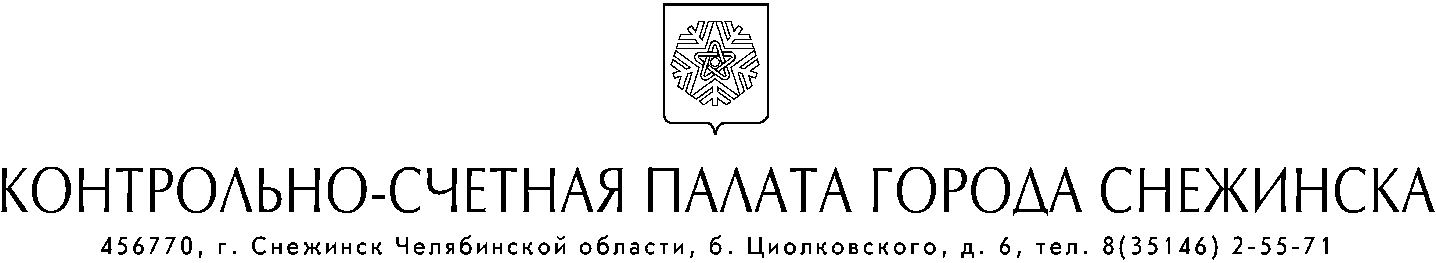 КОНТРОЛЬНО-СЧЕТНАЯ ПАЛАТА ГОРОДА СНЕЖИНСКА
456770, г. Снежинск Челябинской области, б. Циолковского, д. 6, тел. 8(35146) 2-55-71